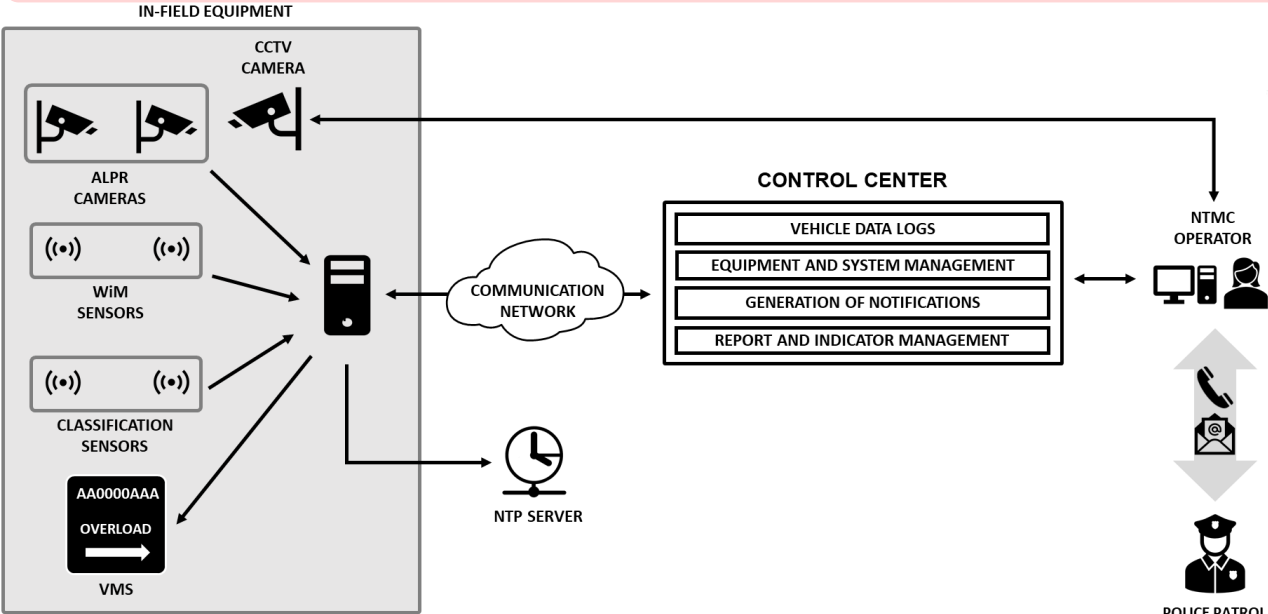 IN-FIELD EQUIPMENT
CCTV
CAMERA
ALPR
CAMERAS
WiM
SENSORS
CLASSIFICATION
SENSORS
AA0000AAA
OVERLOAD
VMS
COMMUNICATION
NETWORK
NTP SERVER
CONTROL CENTER
VEHICLE DATA LOGS
EQUIPMENT AND SYSTEM MANAGEMENT
GENERATION OF NOTIFICATIONS
REPORT AND INDICATOR MANAGEMENT
NTMC
OPERATOR
@
POLICE PATROL